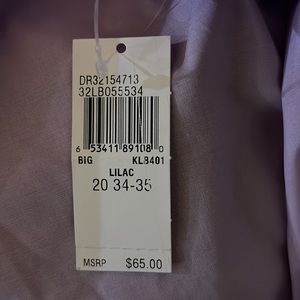 DR32154713
32LB055534
6 53411 89108 0
BIG KLB401
LILAC
20 34-35
MSRP $65.00